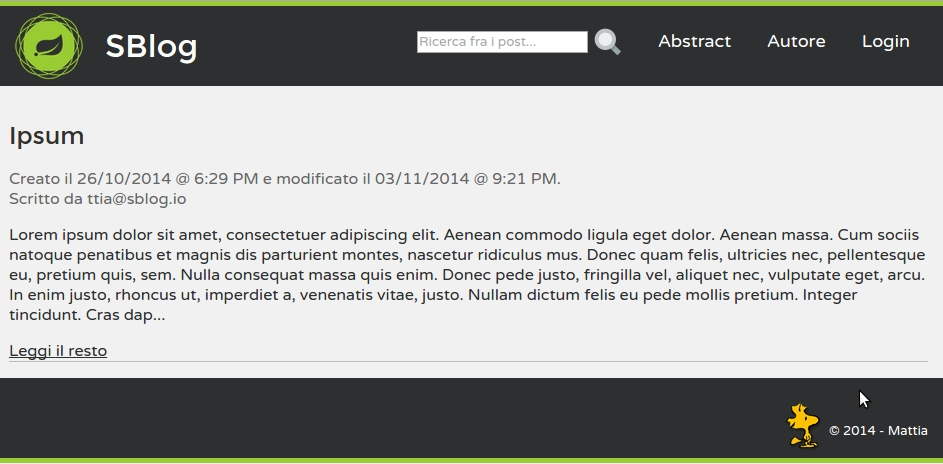 SBlog
Ricerca fra i post...
Abstract
Autore
Login
Ipsum
Creato il 26/10/2014 @ 6:29 PM e modificato il 03/11/2014 @ 9:21 PM.
Scritto da ttia@sblog.io
Lorem ipsum dolor sit amet, consectetuer adipiscing elit. Aenean commodo ligula eget dolor. Aenean massa. Cum sociis
natoque penatibus et magnis dis parturient montes, nascetur ridiculus mus. Donec quam felis, ultricies nec, pellentesque
eu, pretium quis, sem. Nulla consequat massa quis enim. Donec pede justo, fringilla vel, aliquet nec, vulputate eget, arcu.
In enim justo, rhoncus ut, imperdiet a, venenatis vitae, justo. Nullam dictum felis eu pede mollis pretium. Integer
tincidunt. Cras dap...
Leggi il resto
© 2014 - Mattia